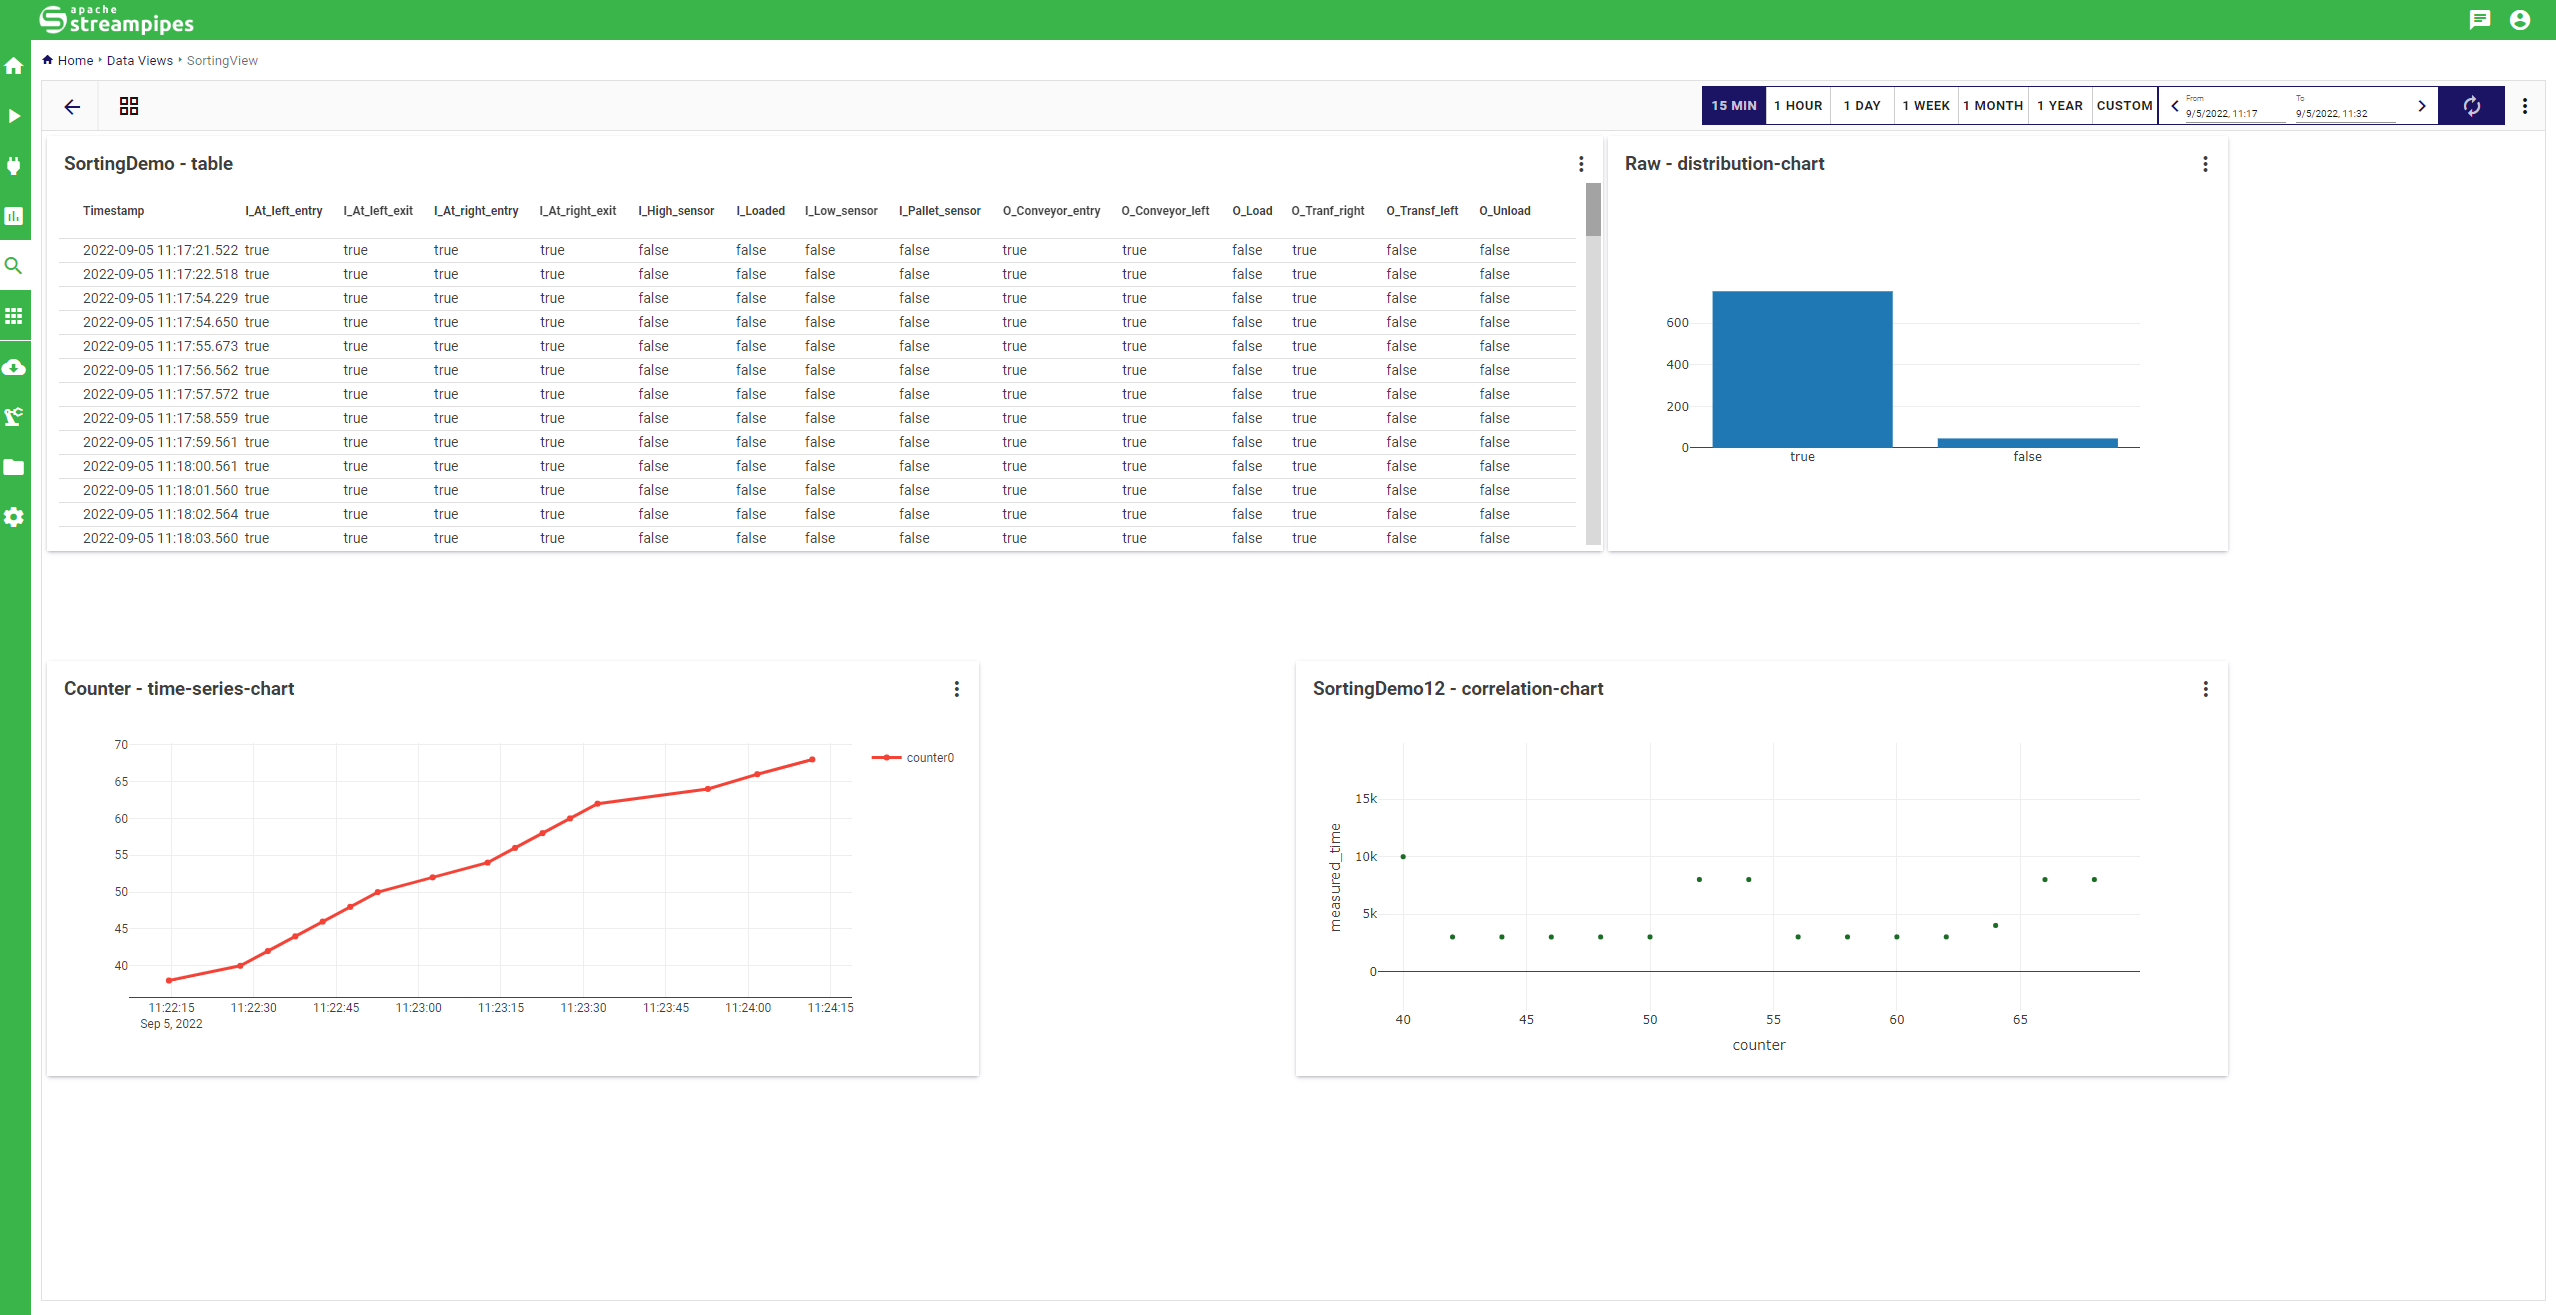 apache
streampipes
Home Data Views SortingView
15 MIN 1 HOUR 1 DAY 1 WEEK 1 MONTH 1 YEAR CUSTOM From 9/5/2022, 11:17 To 9/5/2022, 11:32
SortingDemo - table
Timestamp I_At_left_entry I_At_left_exit I_At_right_entry I_At_right_exit I_High_sensor I_Loaded I_Low_sensor I_Pallet_sensor O_Conveyor_entry O_Conveyor_left O_Load O_Tranf_right O_Transf_left O_Unload
2022-09-05 11:17:21.522 true true true true false false false false true true false true false false
2022-09-05 11:17:22.518 true true true true false false false false true true false true false false
2022-09-05 11:17:54.229 true true true true false false false false true true false true false false
2022-09-05 11:17:54.650 true true true true false false false false true true false true false false
2022-09-05 11:17:55.673 true true true true false false false false true true false true false false
2022-09-05 11:17:56.562 true true true true false false false false true true false true false false
2022-09-05 11:17:57.572 true true true true false false false false true true false true false false
2022-09-05 11:17:58.559 true true true true false false false false true true false true false false
2022-09-05 11:17:59.561 true true true true false false false false true true false true false false
2022-09-05 11:18:00.561 true true true true false false false false true true false true false false
2022-09-05 11:18:01.560 true true true true false false false false true true false true false false
2022-09-05 11:18:02.564 true true true true false false false false true true false true false false
2022-09-05 11:18:03.560 true true true true false false false false true true false true false false
Raw - distribution-chart
600
400
200
0
true false
Counter - time-series-chart
70
65
60
55
50
45
40
11:22:15 11:22:30 11:22:45 11:23:00 11:23:15 11:23:30 11:23:45 11:24:00 11:24:15
Sep 5, 2022
counter0
SortingDemo12 - correlation-chart
measured_time
15k
10k
5k
0
40 45 50 55 60 65
counter